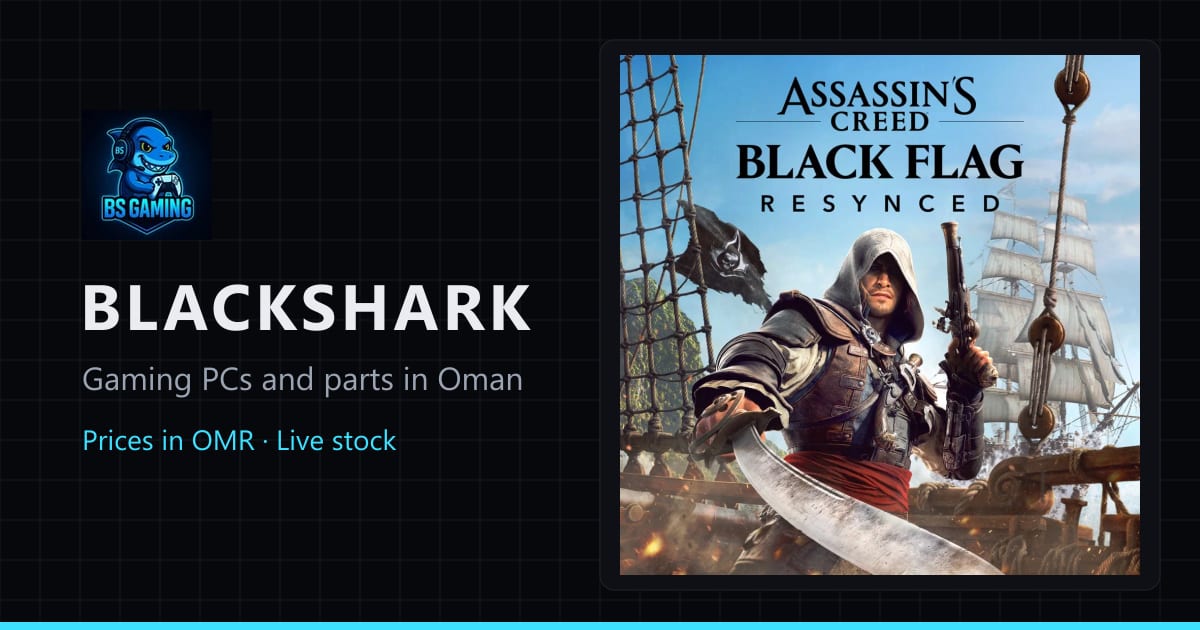 BS
BS GAMING
BLACKSHARK
Gaming PCs and parts in Oman
Prices in OMR · Live stock
ASSASSIN'S
CREED
BLACK FLAG
RESYNCED